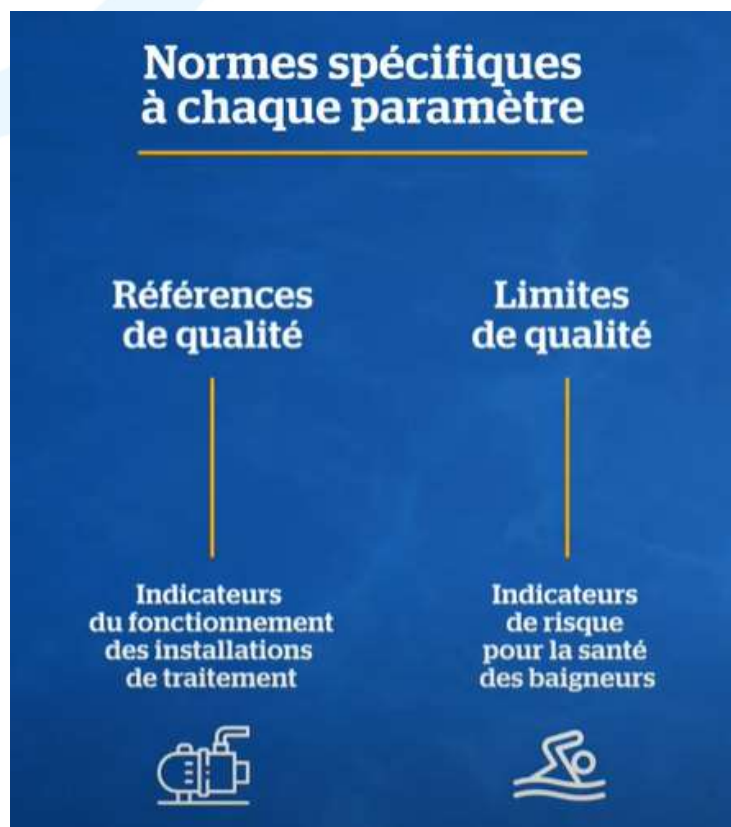 Normes spécifiques
à chaque paramètre
Références
de qualité
Indicateurs
du fonctionnement
des installations
de traitement
Limites
de qualité
Indicateurs
de risque
pour la santé
des baigneurs